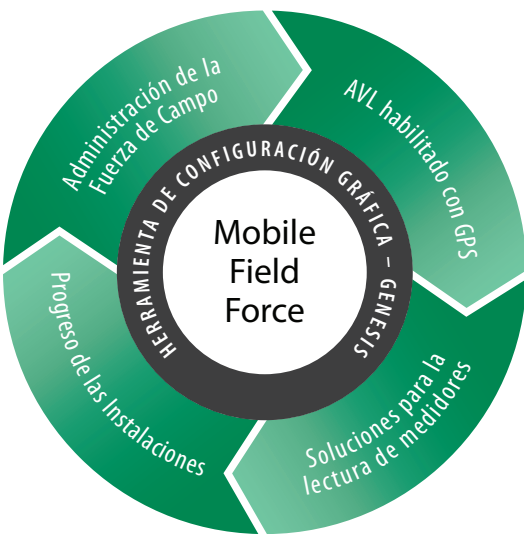 Administración de la
Fuerza de Campo
AVL habilitado con GPS
HERRAMIENTA DE CONFIGURACIÓN GRÁFICA – GENESIS
Mobile
Field
Force
Progreso de las Instalaciones
Soluciones para la
lectura de medidores